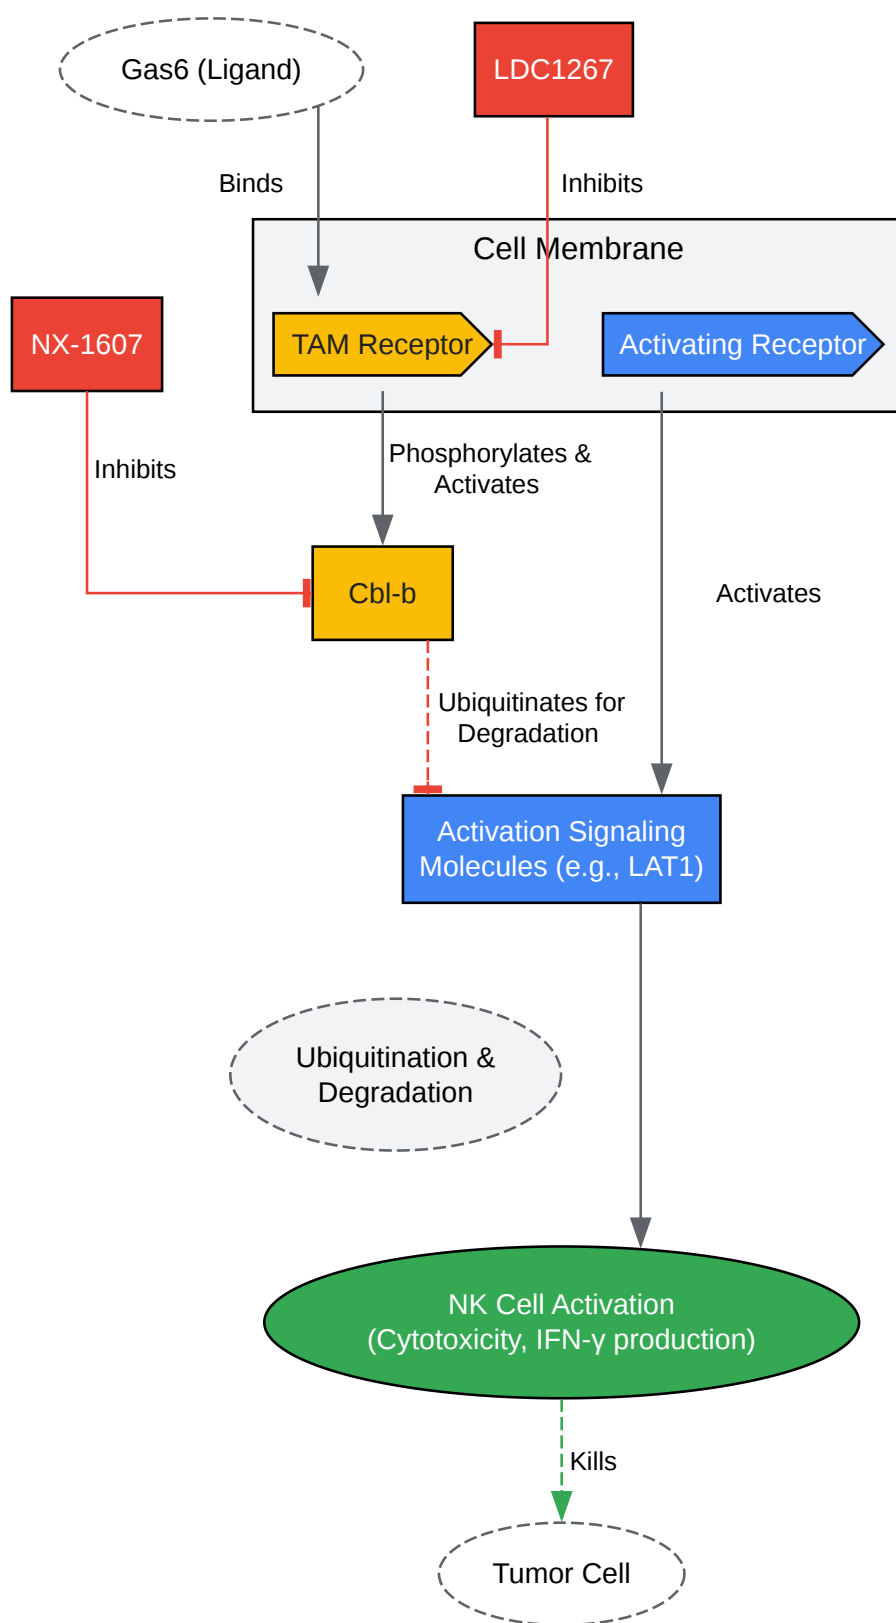 Gas6 (Ligand)
LDC1267
Binds
Inhibits
Cell Membrane
NX-1607
TAM Receptor
Activating Receptor
Inhibits
Phosphorylates &
Activates
Cbl-b
Activates
Ubiquitinates for
Degradation
Activation Signaling
Molecules (e.g., LAT1)
Ubiquitination &
Degradation
NK Cell Activation
(Cytotoxicity, IFN-γ production)
Kills
Tumor Cell